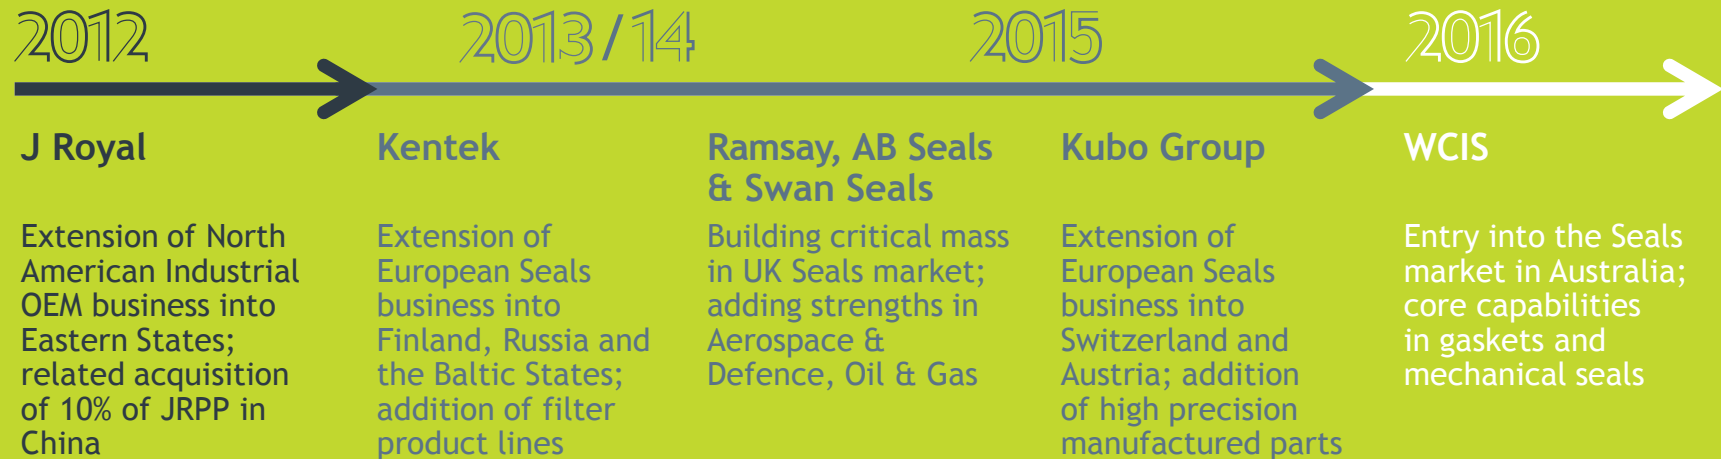 2012
2013/14
2015
2016
J Royal
Extension of North
American Industrial
OEM business into
Eastern States;
related acquisition
of 10% of JRPP in
China
Kentek
Extension of
European Seals
business into
Finland, Russia and
the Baltic States;
addition of filter
product lines
Ramsay, AB Seals
& Swan Seals
Building critical mass
in UK Seals market;
adding strengths in
Aerospace &
Defence, Oil & Gas
Kubo Group
Extension of
European Seals
business into
Switzerland and
Austria; addition
of high precision
manufactured parts
WCIS
Entry into the Seals
market in Australia;
core capabilities
in gaskets and
mechanical seals